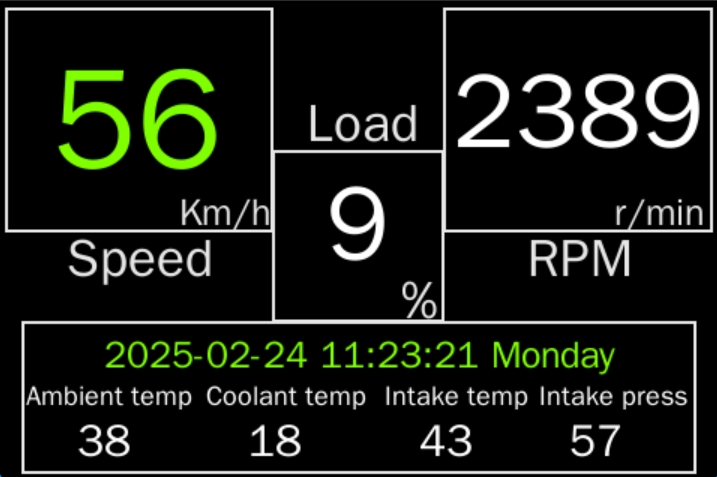 56
Km/h
Speed
Load
9
%
2389
r/min
RPM
2025-02-24 11:23:21 Monday
Ambient temp Coolant temp Intake temp Intake press
38 18 43 57